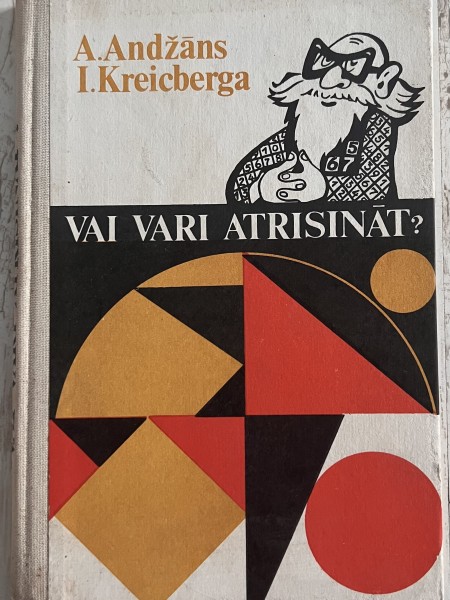 A.Andžāns
I.Kreicberga
VAI VARI ATRISINĀT?